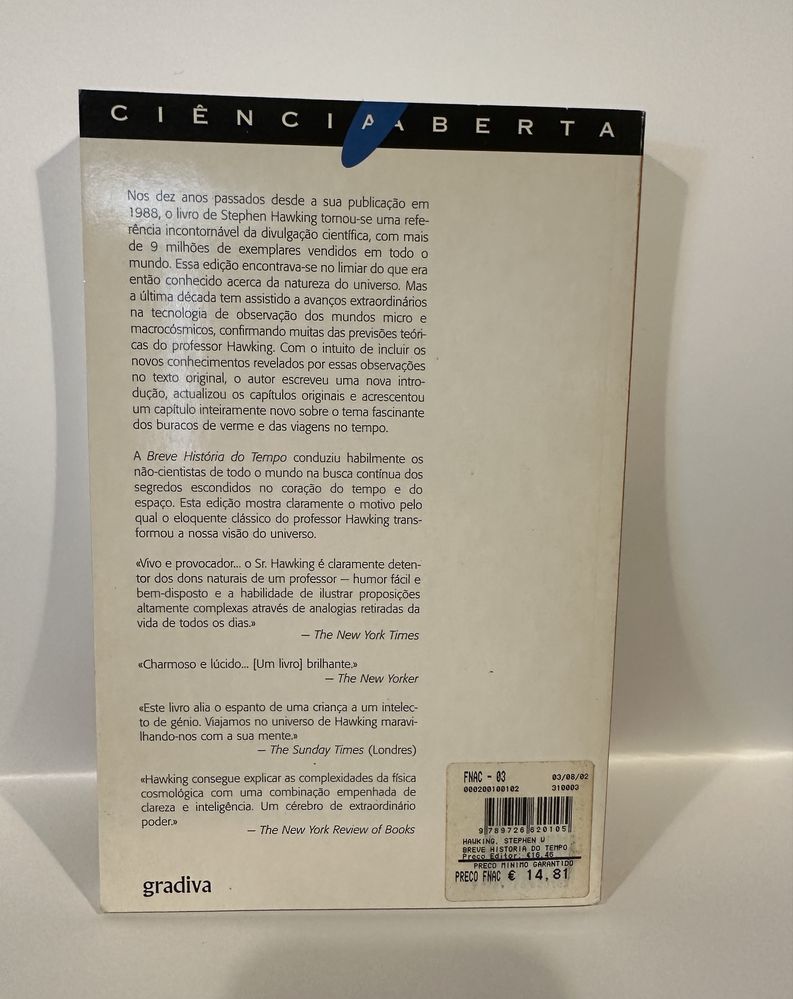 CIÊNCIA ABERTA
Nos dez anos passados desde a sua publicação em
1988, o livro de Stephen Hawking tornou-se uma refe-
rência incontornável da divulgação científica, com mais
de 9 milhões de exemplares vendidos em todo o
mundo. Essa edição encontrava-se no limiar do que era
então conhecido acerca da natureza do universo. Mas
a última década tem assistido a avanços extraordinários
na tecnologia de observação dos mundos micro e
macrocósmicos, confirmando muitas das previsões teóri-
cas do professor Hawking. Com o intuito de incluir os
novos conhecimentos revelados por essas observações
no texto original, o autor escreveu uma nova intro-
dução, actualizou os capítulos originais e acrescentou
um capítulo inteiramente novo sobre o tema fascinante
dos buracos de verme e das viagens no tempo.
A Breve História do Tempo conduziu habilmente os
não-cientistas de todo o mundo na busca contínua dos
segredos escondidos no coração do tempo e do
espaço. Esta edição mostra claramente o motivo pelo
qual o eloquente clássico do professor Hawking trans-
formou a nossa visão do universo.
«Vivo e provocador... o Sr. Hawking é claramente deten-
tor dos dons naturais de um professor — humor fácil e
bem-disposto e a habilidade de ilustrar proposições
altamente complexas através de analogias retiradas da
vida de todos os dias.»
— The New York Times
«Charmoso e lúcido... [Um livro] brilhante.»
— The New Yorker
«Este livro alia o espanto de uma criança a um intelec-
to de génio. Viajamos no universo de Hawking maravi-
lhando-nos com a sua mente.»
— The Sunday Times (Londres)
«Hawking consegue explicar as complexidades da física
cosmológica com uma combinação empenhada de
clareza e inteligência. Um cérebro de extraordinário
poder.»
— The New York Review of Books
gradiva
FNAC - 03 03/08/02
000200100102 310003
9 789726 620105
HAWKING, STEPHEN W
BREVE HISTORIA DO TEMPO
Preco Editor: €16,45
PRECO MINIMO GARANTIDO
PRECO FNAC € 14,81